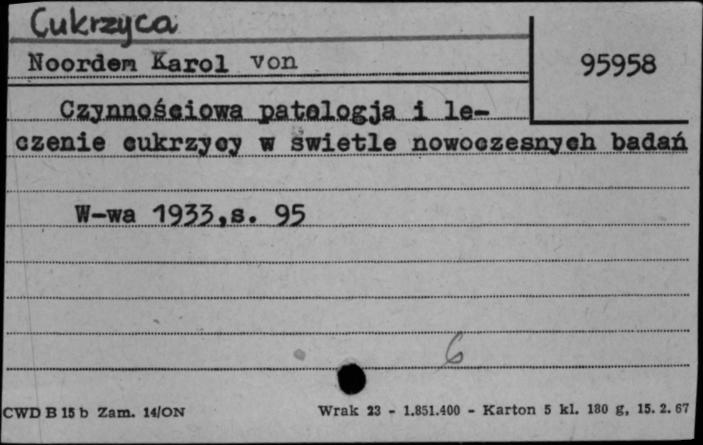 Cukrzyca
Noorden Karol von
95958
Czynnościowa patologja i le-
czenie cukrzycy w świetle nowoczesnych badań
W-wa 1933,s. 95
6
CWD B 15 b Zam. 14/ON
Wrak 23 - 1.851.400 - Karton 5 kl. 180 g, 15. 2. 67